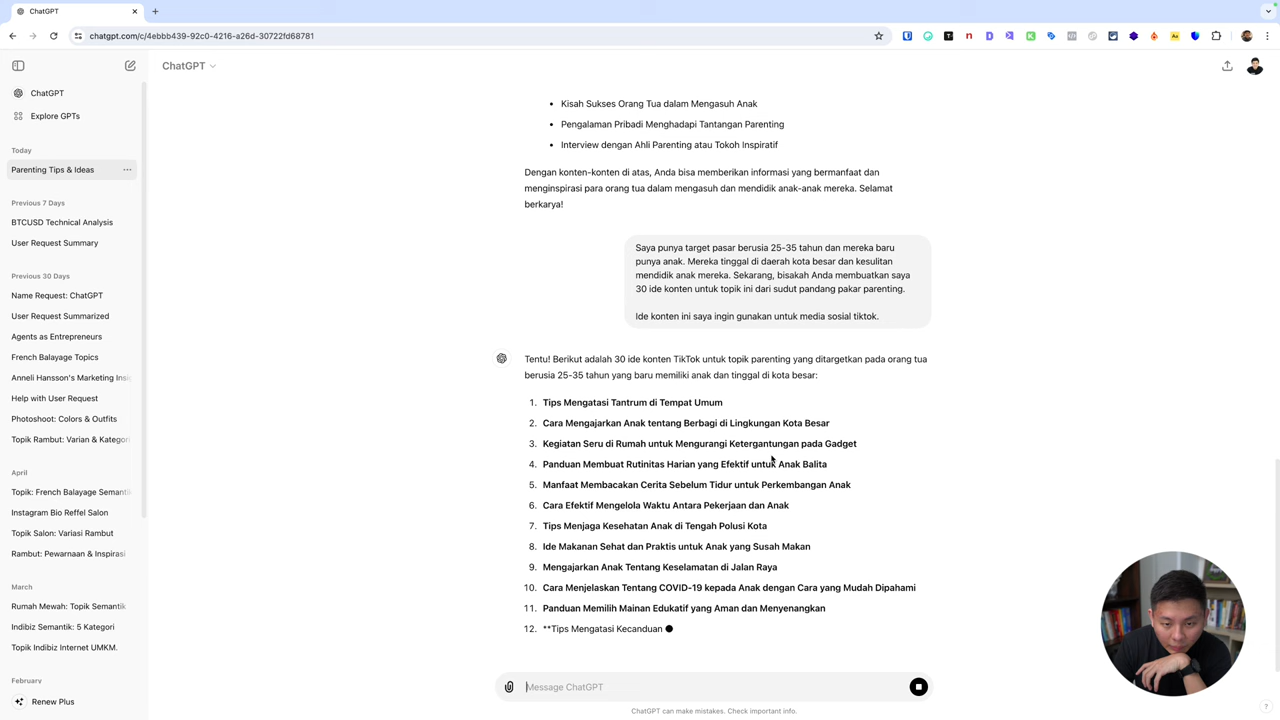 ChatGPT
chatgpt.com/c/4ebbb439-92c0-4216-a26d-30722fd68781
ChatGPT
Explore GPTs
Today
Parenting Tips & Ideas
Previous 7 Days
BTCUSD Technical Analysis
User Request Summary
Previous 30 Days
Name Request: ChatGPT
User Request Summarized
Agents as Entrepreneurs
French Balayage Topics
Anneli Hansson's Marketing Insig
Help with User Request
Photoshoot: Colors & Outfits
Topik Rambut: Varian & Kategori
April
Topik: French Balayage Semanti
Instagram Bio Reffel Salon
Topik Salon: Variasi Rambut
Rambut: Pewarnaan & Inspirasi
March
Rumah Mewah: Topik Semantik
Indibiz Semantik: 5 Kategori
Topik Indibiz Internet UMKM.
February
Renew Plus
ChatGPT
• Kisah Sukses Orang Tua dalam Mengasuh Anak
• Pengalaman Pribadi Menghadapi Tantangan Parenting
• Interview dengan Ahli Parenting atau Tokoh Inspiratif
Dengan konten-konten di atas, Anda bisa memberikan informasi yang bermanfaat dan
menginspirasi para orang tua dalam mengasuh dan mendidik anak-anak mereka. Selamat
berkarya!
Saya punya target pasar berusia 25-35 tahun dan mereka baru
punya anak. Mereka tinggal di daerah kota besar dan kesulitan
mendidik anak mereka. Sekarang, bisakah Anda membuatkan saya
30 ide konten untuk topik ini dari sudut pandang pakar parenting.
Ide konten ini saya ingin gunakan untuk media sosial tiktok.
Tentu! Berikut adalah 30 ide konten TikTok untuk topik parenting yang ditargetkan pada orang tua
berusia 25-35 tahun yang baru memiliki anak dan tinggal di kota besar:
1. Tips Mengatasi Tantrum di Tempat Umum
2. Cara Mengajarkan Anak tentang Berbagi di Lingkungan Kota Besar
3. Kegiatan Seru di Rumah untuk Mengurangi Ketergantungan pada Gadget
4. Panduan Membuat Rutinitas Harian yang Efektif untuk Anak Balita
5. Manfaat Membacakan Cerita Sebelum Tidur untuk Perkembangan Anak
6. Cara Efektif Mengelola Waktu Antara Pekerjaan dan Anak
7. Tips Menjaga Kesehatan Anak di Tengah Polusi Kota
8. Ide Makanan Sehat dan Praktis untuk Anak yang Susah Makan
9. Mengajarkan Anak Tentang Keselamatan di Jalan Raya
10. Cara Menjelaskan Tentang COVID-19 kepada Anak dengan Cara yang Mudah Dipahami
11. Panduan Memilih Mainan Edukatif yang Aman dan Menyenangkan
12. **Tips Mengatasi Kecanduan
Message ChatGPT
ChatGPT can make mistakes. Check important info.
?